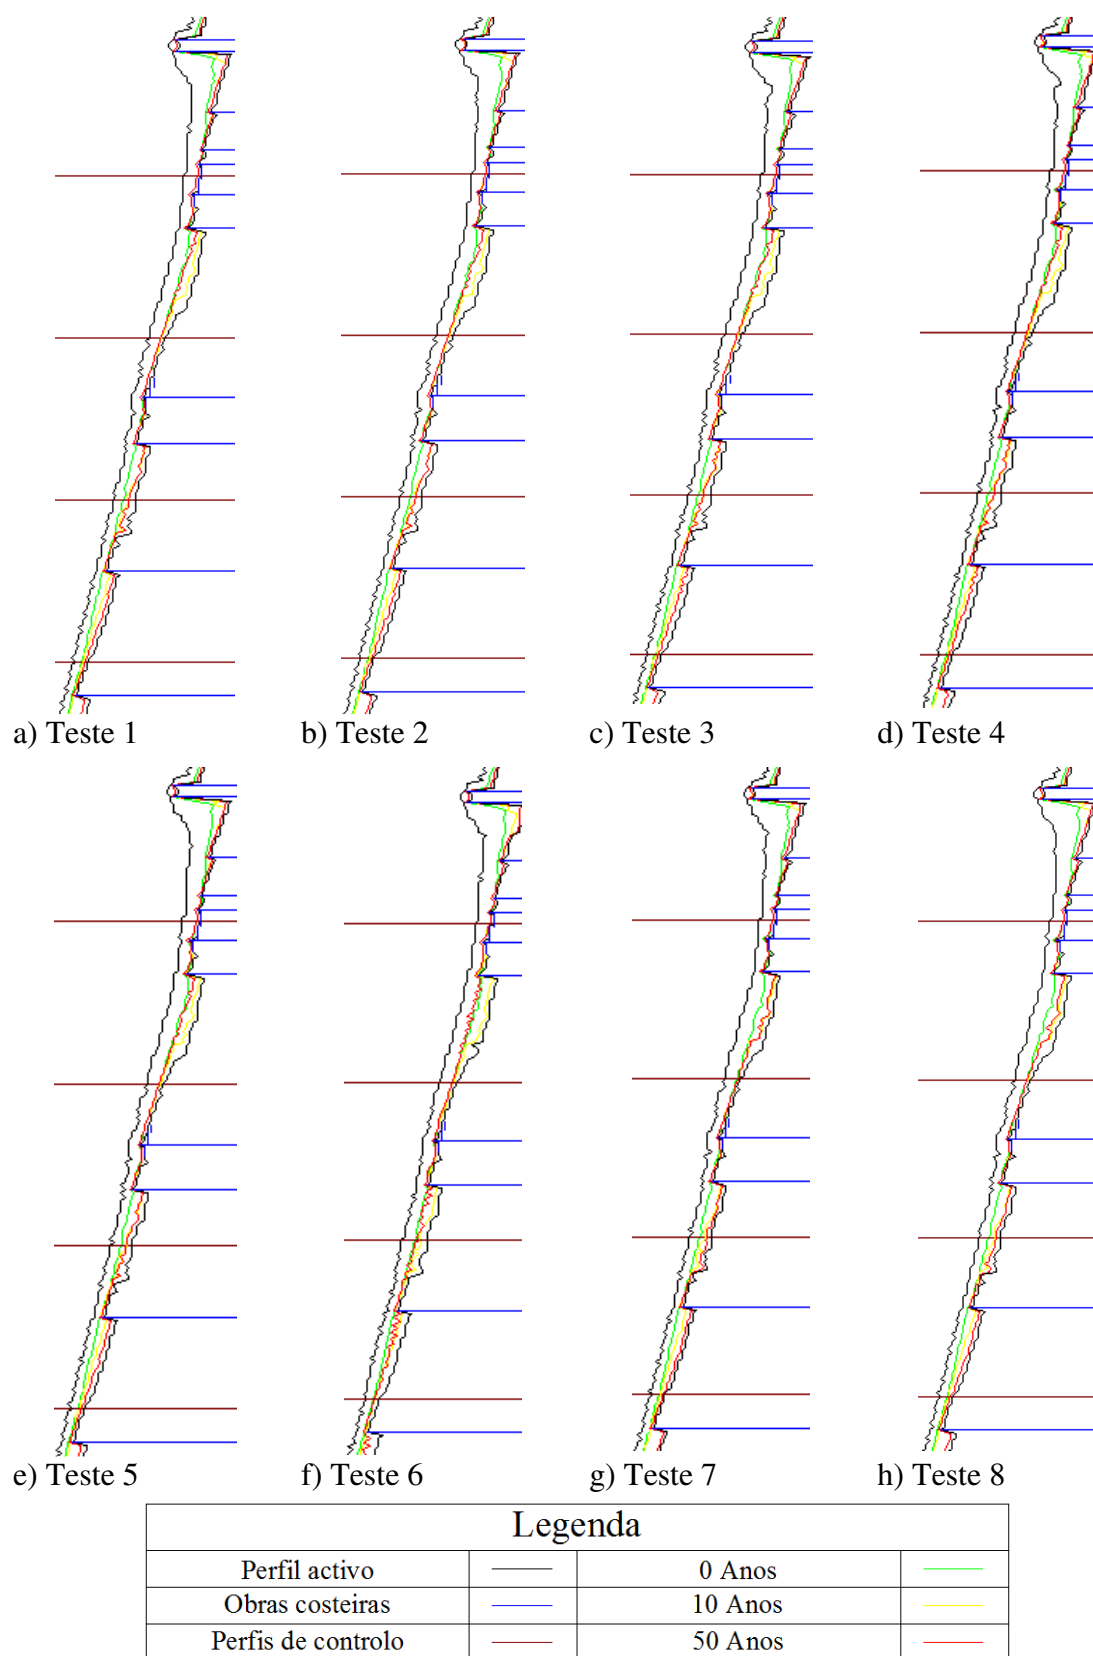 a) Teste 1
b) Teste 2
c) Teste 3
d) Teste 4
e) Teste 5
f) Teste 6
g) Teste 7
h) Teste 8
Legenda
Perfil activo 0 Anos
Obras costeiras 10 Anos
Perfis de controlo 50 Anos